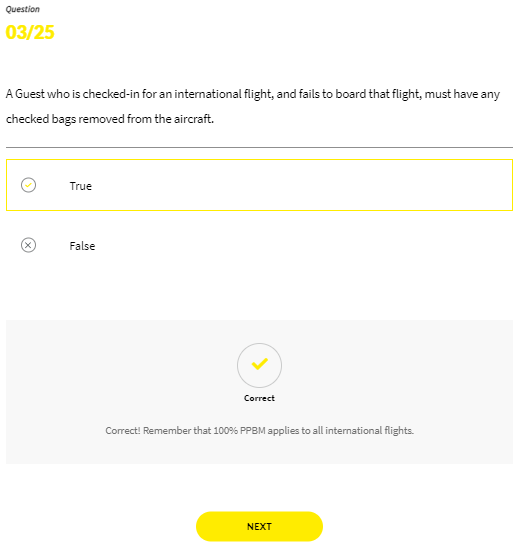 Question
03/25
A Guest who is checked-in for an international flight, and fails to board that flight, must have any
checked bags removed from the aircraft.
True
False
Correct
Correct! Remember that 100% PPBM applies to all international flights.
NEXT